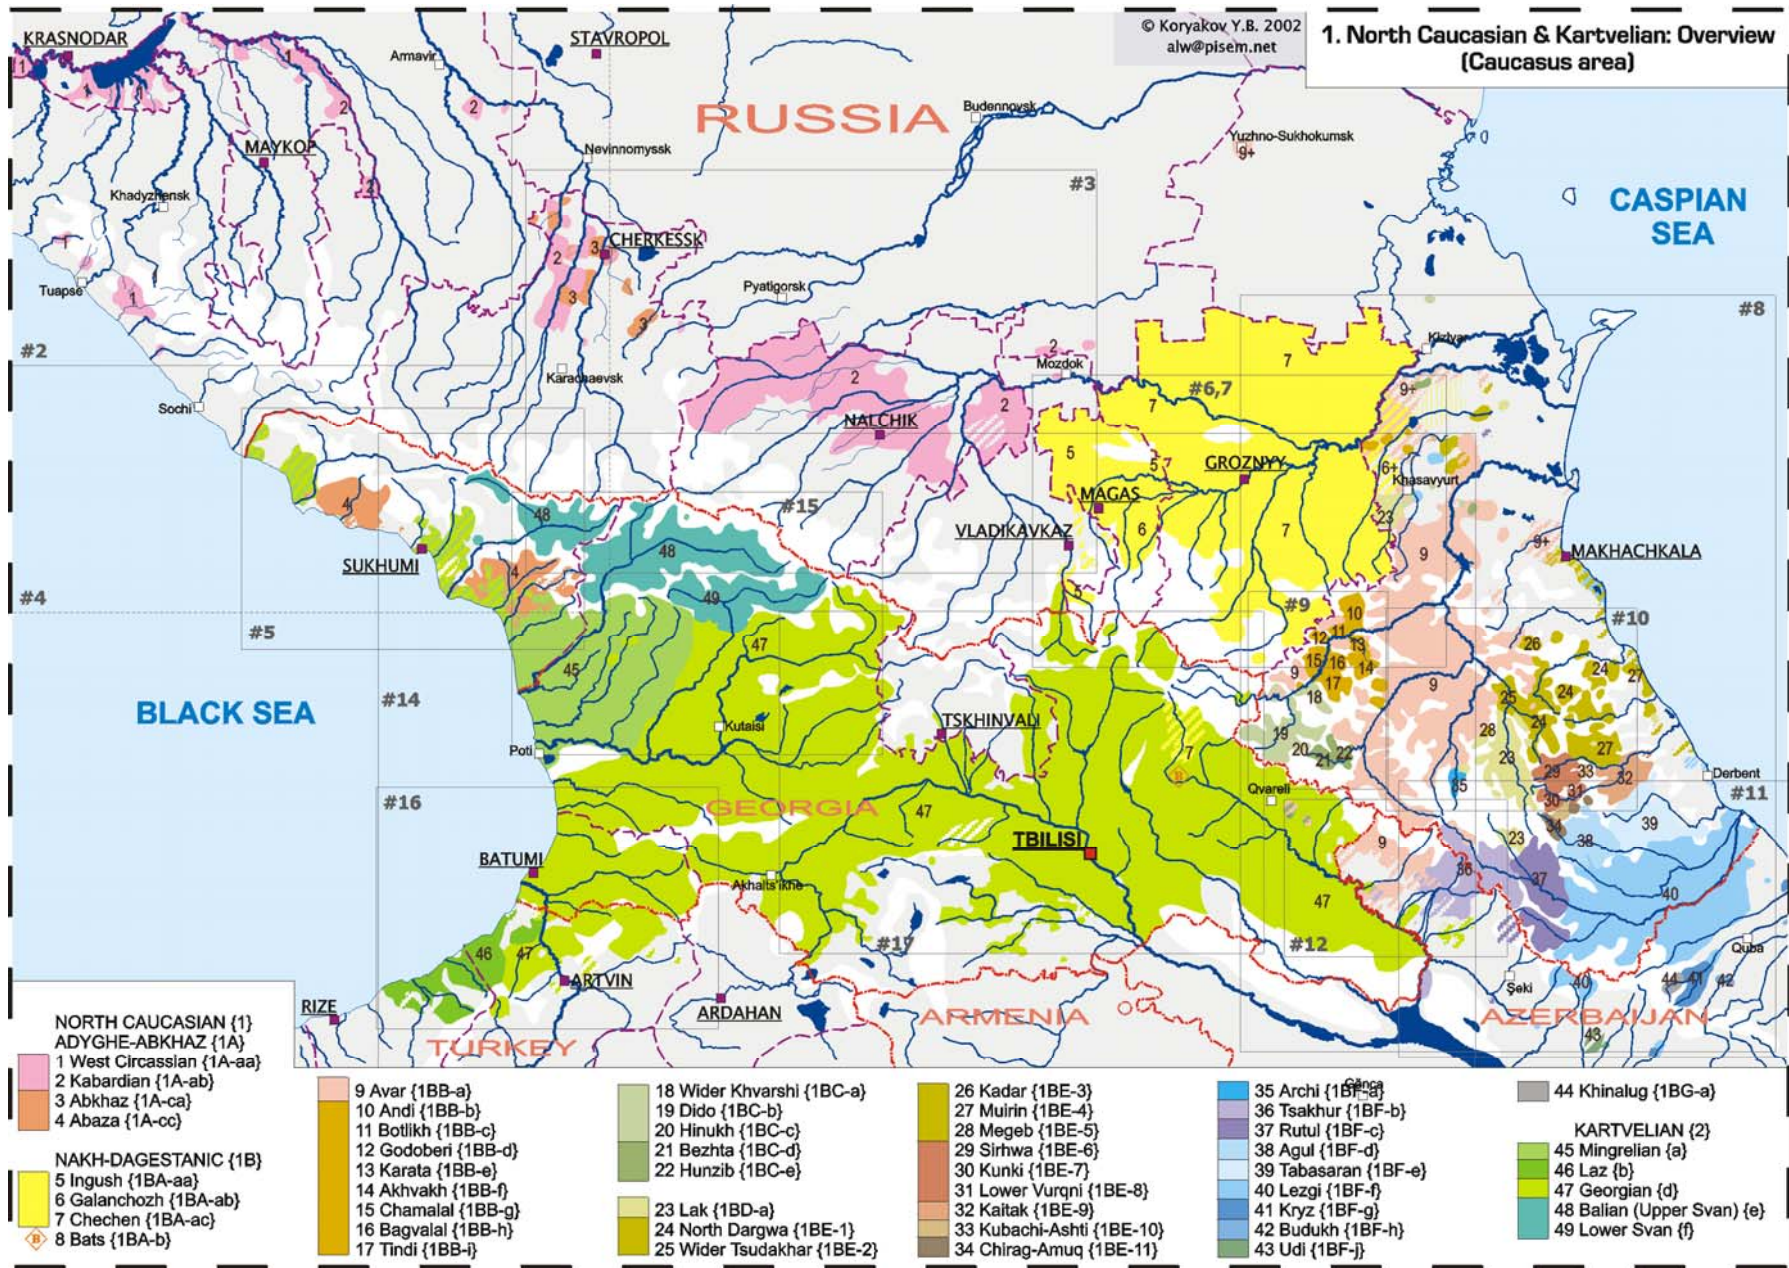 © Koryakov Y.B. 2002
alw@pisem.net
1. North Caucasian & Kartvelian: Overview
(Caucasus area)
KRASNODAR
STAVROPOL
Armavir
RUSSIA
Budennovsk
Yuzhno-Sukhokumsk
9+
MAYKOP
Nevinnomyssk
Khadyzhensk
#3
CASPIAN
SEA
CHERKESSK
Tuapse
Pyatigorsk
#8
#2
Karachaevsk
Mozdok
Kizlyar
#6,7
9+
Sochi
NALCHIK
GROZNYY
6+
Khasavyurt
MAGAS
#15
VLADIKAVKAZ
9+
MAKHACHKALA
SUKHUMI
#4
#5
#9
#10
#14
BLACK SEA
Kutaisi
TSKHINVALI
Poti
Derbent
#11
Qvareli
#16
GEORGIA
TBILISI
BATUMI
Akhalts'ikhe
#17
#12
Quba
ARTVIN
Şeki
RIZE
ARDAHAN
ARMENIA
AZERBAIJAN
TURKEY
Gǎnca
NORTH CAUCASIAN {1}
ADYGHE-ABKHAZ {1A}
1 West Circassian {1A-aa}
2 Kabardian {1A-ab}
3 Abkhaz {1A-ca}
4 Abaza {1A-cc}
NAKH-DAGESTANIC {1B}
5 Ingush {1BA-aa}
6 Galanchozh {1BA-ab}
7 Chechen {1BA-ac}
B 8 Bats {1BA-b}
9 Avar {1BB-a}
10 Andi {1BB-b}
11 Botlikh {1BB-c}
12 Godoberi {1BB-d}
13 Karata {1BB-e}
14 Akhvakh {1BB-f}
15 Chamalal {1BB-g}
16 Bagvalal {1BB-h}
17 Tindi {1BB-i}
18 Wider Khvarshi {1BC-a}
19 Dido {1BC-b}
20 Hinukh {1BC-c}
21 Bezhta {1BC-d}
22 Hunzib {1BC-e}
23 Lak {1BD-a}
24 North Dargwa {1BE-1}
25 Wider Tsudakhar {1BE-2}
26 Kadar {1BE-3}
27 Muirin {1BE-4}
28 Megeb {1BE-5}
29 Sirhwa {1BE-6}
30 Kunki {1BE-7}
31 Lower Vurqni {1BE-8}
32 Kaitak {1BE-9}
33 Kubachi-Ashti {1BE-10}
34 Chirag-Amuq {1BE-11}
35 Archi {1BF-a}
36 Tsakhur {1BF-b}
37 Rutul {1BF-c}
38 Agul {1BF-d}
39 Tabasaran {1BF-e}
40 Lezgi {1BF-f}
41 Kryz {1BF-g}
42 Budukh {1BF-h}
43 Udi {1BF-j}
44 Khinalug {1BG-a}
KARTVELIAN {2}
45 Mingrelian {a}
46 Laz {b}
47 Georgian {d}
48 Balian (Upper Svan) {e}
49 Lower Svan {f}